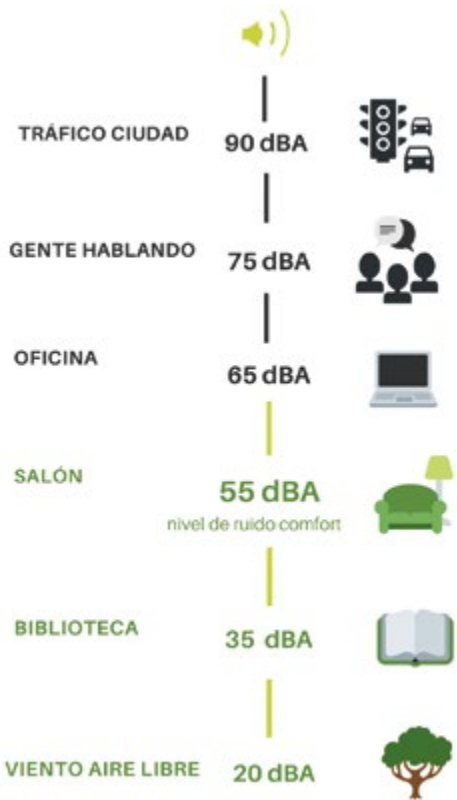 TRÁFICO CIUDAD
90 dBA
GENTE HABLANDO
75 dBA
OFICINA
65 dBA
SALÓN
55 dBA
nivel de ruido comfort
BIBLIOTECA
35 dBA
VIENTO AIRE LIBRE
20 dBA